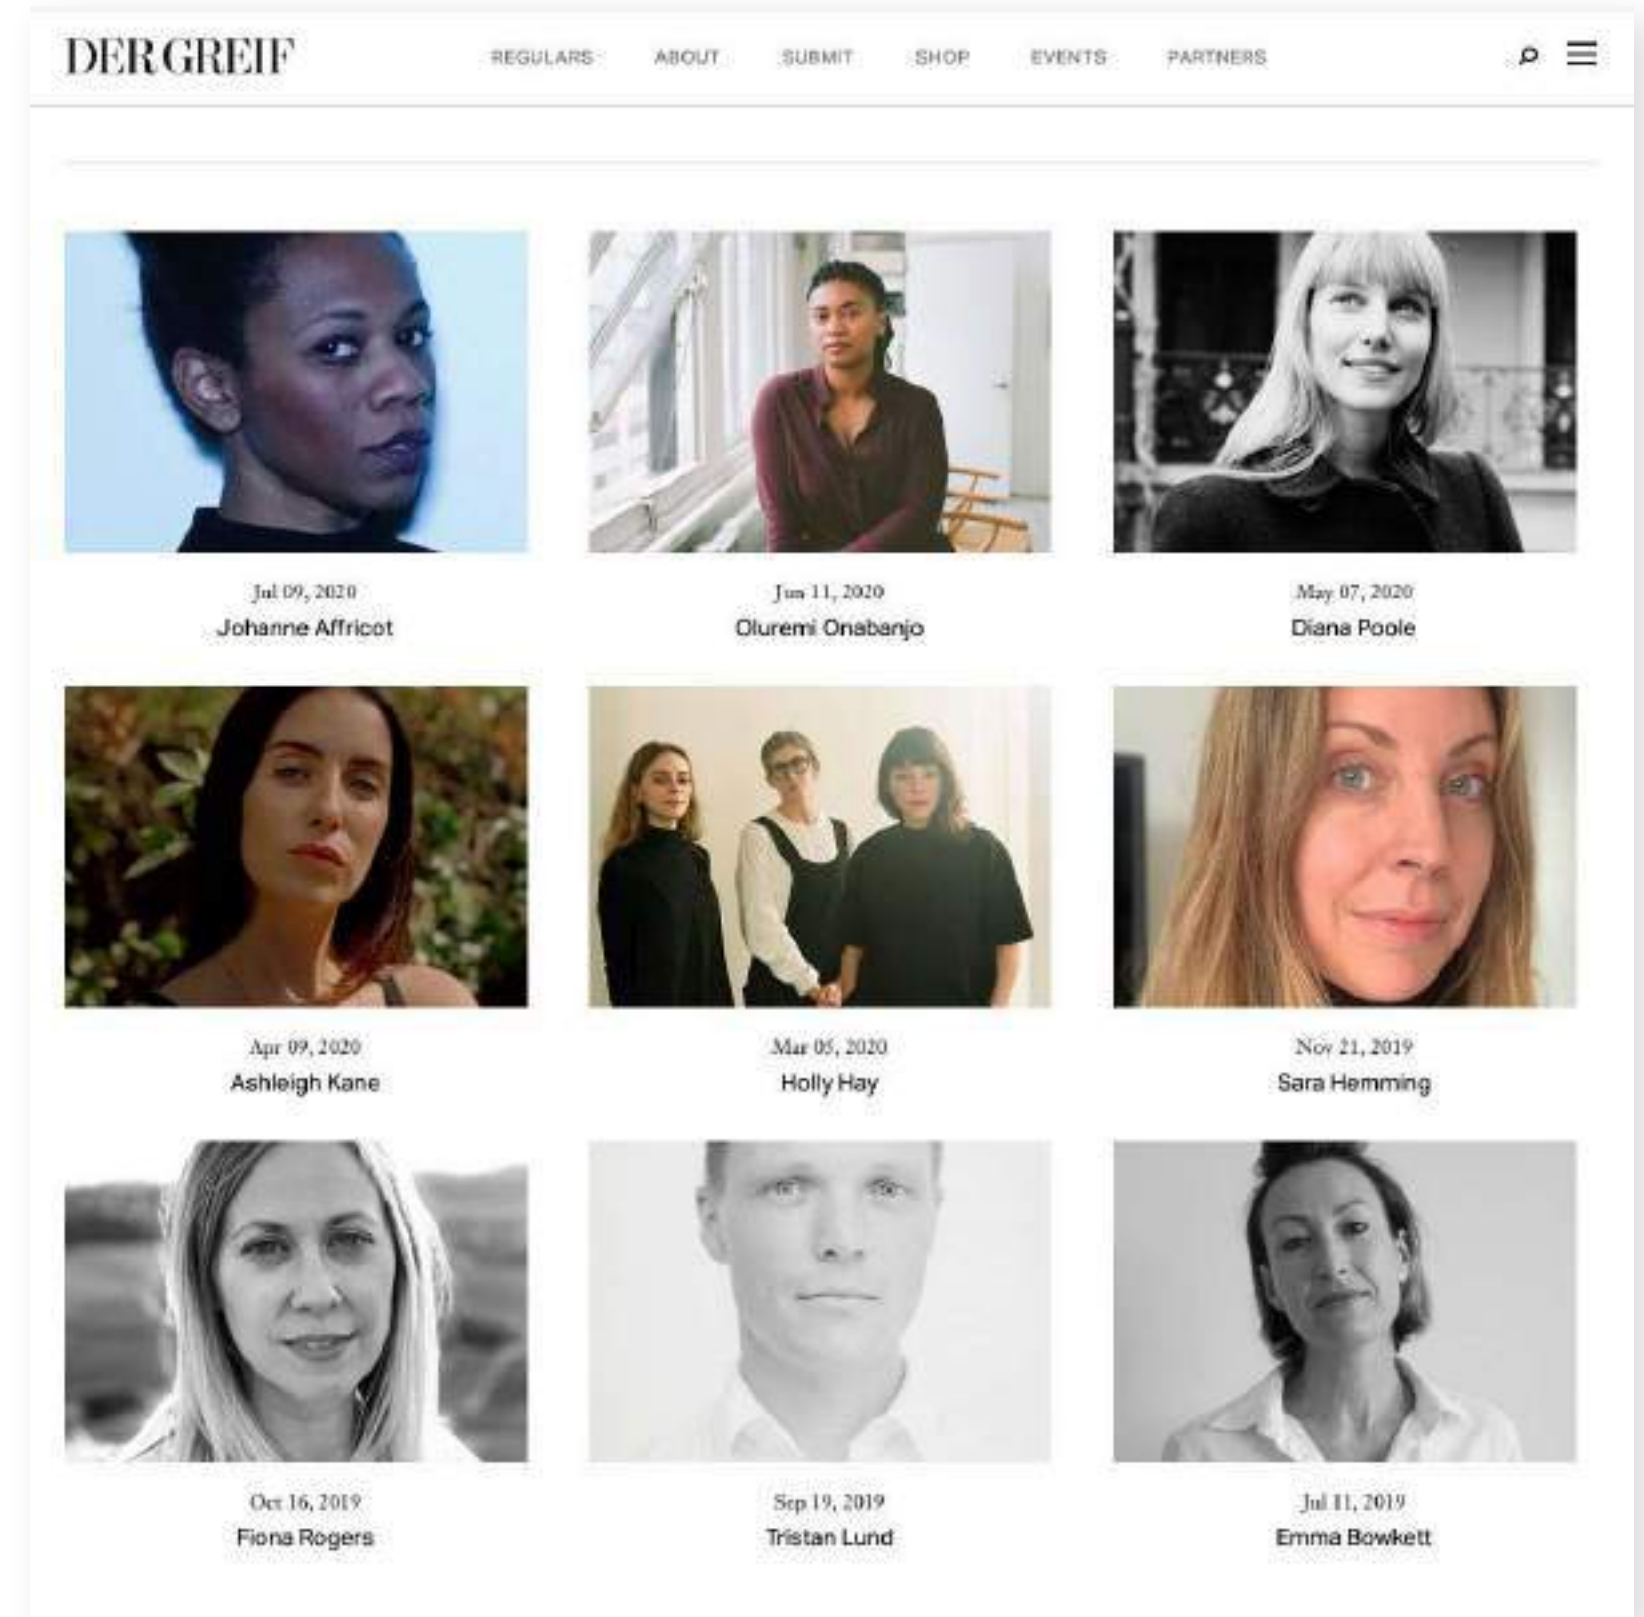 DER GREIF
REGULARS ABOUT SUBMIT SHOP EVENTS PARTNERS
Jul 09, 2020
Johanne Affricot
Jun 11, 2020
Oluremi Onabanjo
May 07, 2020
Diana Poole
Apr 09, 2020
Ashleigh Kane
Mar 05, 2020
Holly Hay
Nov 21, 2019
Sara Hemming
Oct 16, 2019
Fiona Rogers
Sep 19, 2019
Tristan Lund
Jul 11, 2019
Emma Bowkett